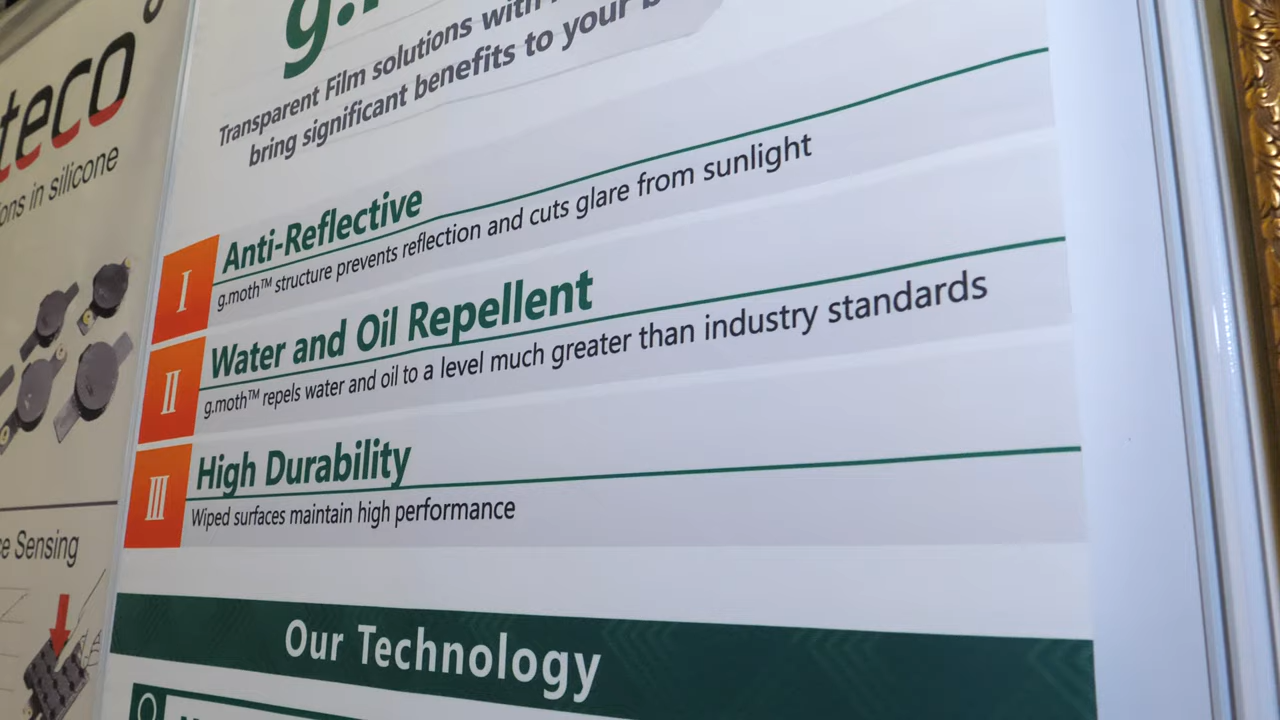 teco
ons in silicone
e Sensing
Transparent Film solutions with
bring significant benefits to your
I
Anti-Reflective
g.moth™ structure prevents reflection and cuts glare from sunlight
II
Water and Oil Repellent
g.moth™ repels water and oil to a level much greater than industry standards
III
High Durability
Wiped surfaces maintain high performance
Our Technology